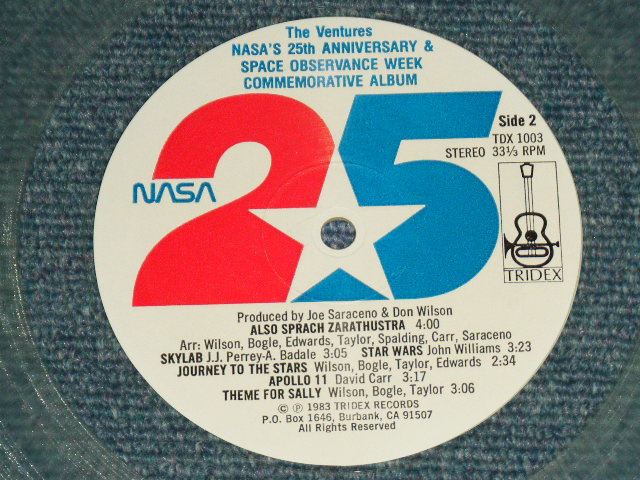 The Ventures
NASA'S 25th ANNIVERSARY &
SPACE OBSERVANCE WEEK
COMMEMORATIVE ALBUM
25
Side 2
TDX 1003
STEREO 33⅓ RPM
NASA
TRIDEX
Produced by Joe Saraceno & Don Wilson
ALSO SPRACH ZARATHUSTRA 4:00
Arr: Wilson, Bogle, Edwards, Taylor, Spalding, Carr, Saraceno
SKYLAB J.J. Perrey-A. Badale 3:05 STAR WARS John Williams 3:23
JOURNEY TO THE STARS Wilson, Bogle, Taylor, Edwards 2:34
APOLLO 11 David Carr 3:17
THEME FOR SALLY Wilson, Bogle, Taylor 3:06
© ℗ 1983 TRIDEX RECORDS
P.O. Box 1646, Burbank, CA 91507
All Rights Reserved